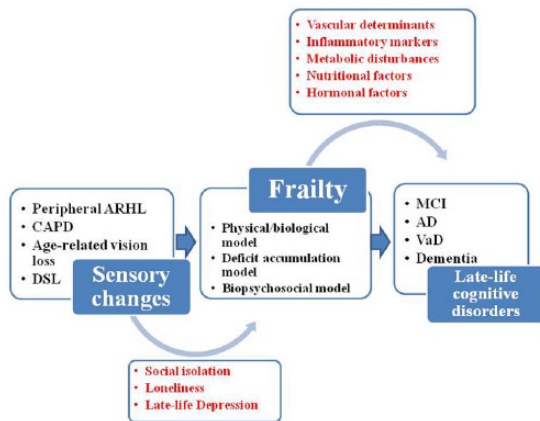 • Vascular determinants
• Inflammatory markers
• Metabolic disturbances
• Nutritional factors
• Hormonal factors
• Peripheral ARHL
• CAPD
• Age-related vision
loss
• DSL
Sensory
changes
Frailty
• Physical/biological
model
• Deficit accumulation
model
• Biopsychosocial model
• MCI
• AD
• VaD
• Dementia
Late-life
cognitive
disorders
• Social isolation
• Loneliness
• Late-life Depression